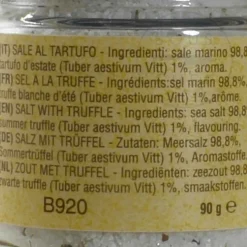 (IT) SALE AL TARTUFO - Ingredienti: sale marino 98,8%
tartufo d'estate (Tuber aestivum Vitt) 1%, aroma.
(FR) SEL A LA TRUFFE - Ingrédients: sel marin 98,8%
truffe blanche d'été (Tuber aestivum Vitt) 1%, arôme.
(EN) SALT WITH TRUFFLE - Ingredients: sea salt 98,8
summer truffle (Tuber aestivum Vitt) 1%, flavouring.
(DE) SALZ MIT TRÜFFEL - Zutaten: Meersalz 98,8%,
Sommertrüffel (Tuber aestivum Vitt) 1%, Aromastoffe
(NL) ZOUT MET TRUFFEL - Ingrediënten: zeezout 98,8
zwarte truffel (Tuber aestivum Vitt) 1%, smaakstoffen.
B920
90 g e